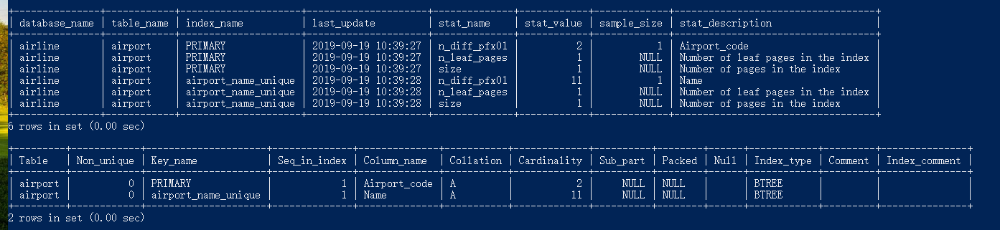 | database_name | table_name | index_name | last_update | stat_name | stat_value | sample_size | stat_description |
| airline | airport | PRIMARY | 2019-09-19 10:39:27 | n_diff_pfx01 | 2 | 1 | Airport_code |
| airline | airport | PRIMARY | 2019-09-19 10:39:27 | n_leaf_pages | 1 | NULL | Number of leaf pages in the index |
| airline | airport | PRIMARY | 2019-09-19 10:39:27 | size | 1 | NULL | Number of pages in the index |
| airline | airport | airport_name_unique | 2019-09-19 10:39:28 | n_diff_pfx01 | 11 | 1 | Name |
| airline | airport | airport_name_unique | 2019-09-19 10:39:28 | n_leaf_pages | 1 | NULL | Number of leaf pages in the index |
| airline | airport | airport_name_unique | 2019-09-19 10:39:28 | size | 1 | NULL | Number of pages in the index |
6 rows in set (0.00 sec)
| Table | Non_unique | Key_name | Seq_in_index | Column_name | Collation | Cardinality | Sub_part | Packed | Null | Index_type | Comment | Index_comment |
| airport | 0 | PRIMARY | 1 | Airport_code | A | 2 | NULL | NULL | | BTREE | | |
| airport | 0 | airport_name_unique | 1 | Name | A | 11 | NULL | NULL | | BTREE | | |
2 rows in set (0.00 sec)